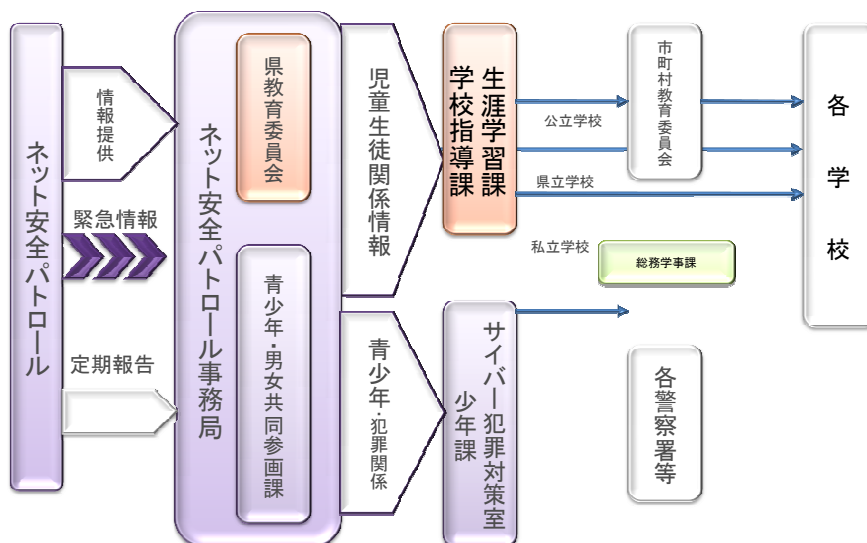 ネット安全パトロール
情報提供
緊急情報
定期報告
ネット安全パトロール事務局
県教育委員会
青少年・男女共同参画課
児童生徒関係情報
青少年・犯罪関係
生涯学習課
学校指導課
サイバー犯罪対策室
少年課
公立学校
県立学校
私立学校
市町村教育委員会
総務学事課
各警察署等
各学校